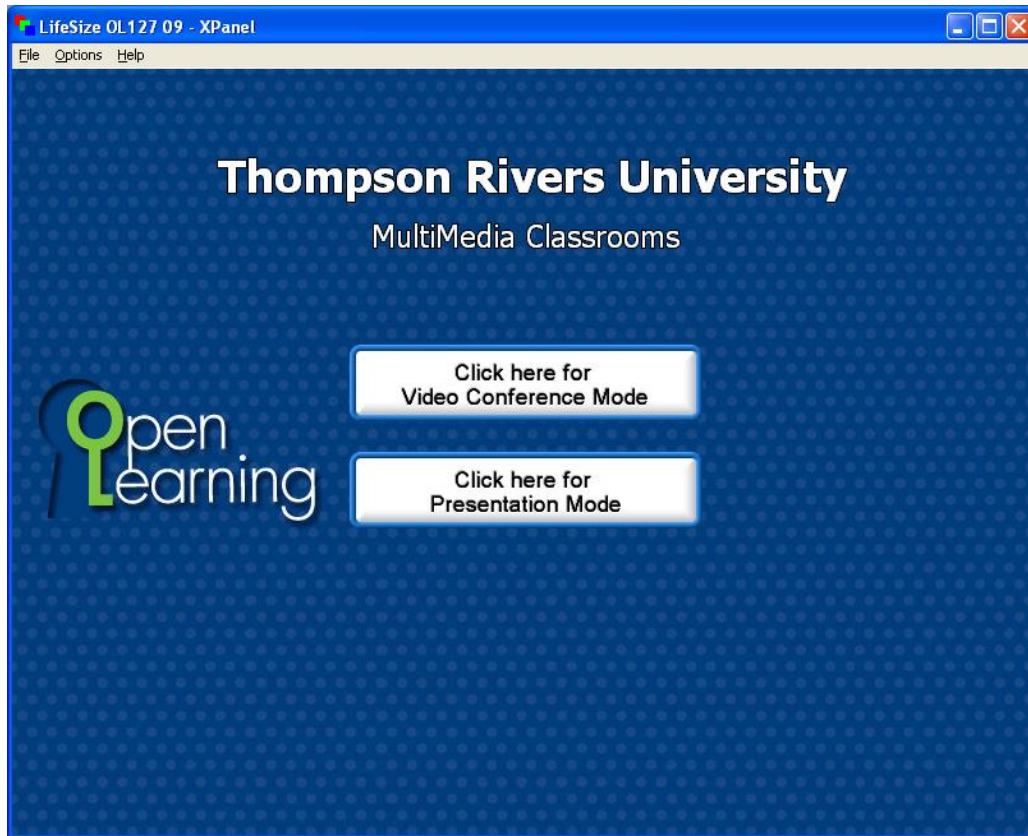 LifeSize OL127 09 - XPanel
File Options Help
Thompson Rivers University
MultiMedia Classrooms
Click here for
Video Conference Mode
Open
Learning
Click here for
Presentation Mode